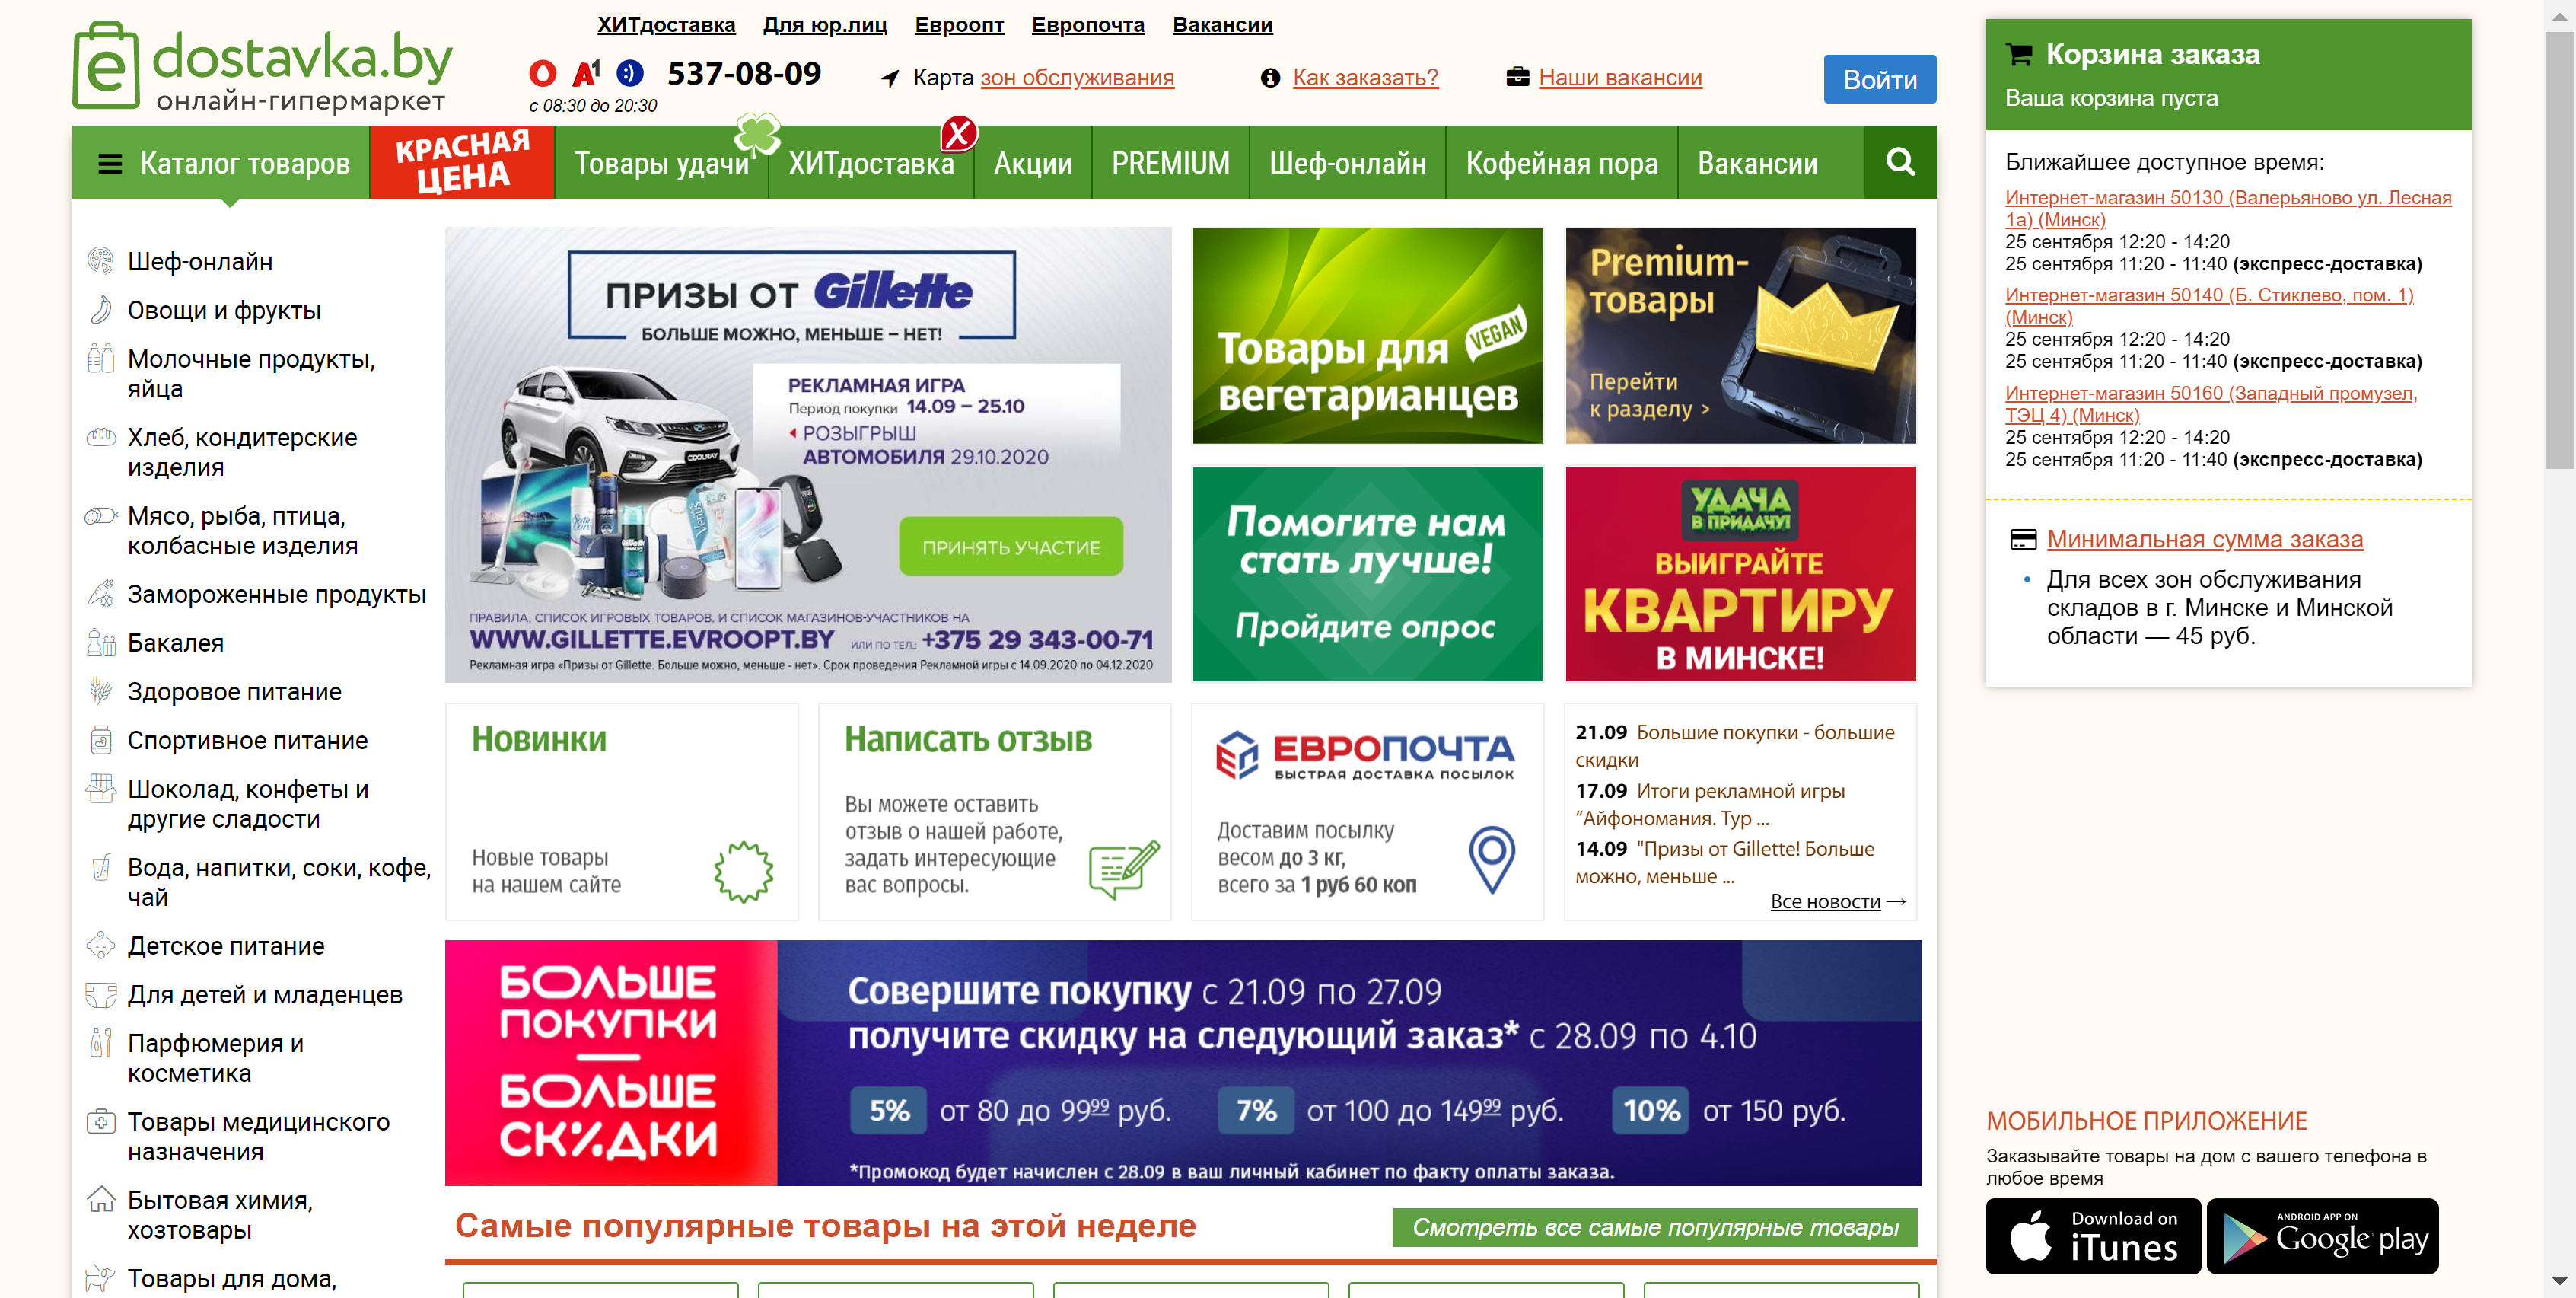 ХИТдоставка Для юр.лиц Евроопт Европочта Вакансии
e dostavka.by
онлайн-гипермаркет
A1 :) 537-08-09
с 08:30 до 20:30
Карта зон обслуживания
Как заказать?
Наши вакансии
Войти
Каталог товаров
КРАСНАЯ
ЦЕНА
Товары удачи
ХИТдоставка
X
Акции
PREMIUM
Шеф-онлайн
Кофейная пора
Вакансии
Шеф-онлайн
Овощи и фрукты
Молочные продукты,
яйца
Хлеб, кондитерские
изделия
Мясо, рыба, птица,
колбасные изделия
Замороженные продукты
Бакалея
Здоровое питание
Спортивное питание
Шоколад, конфеты и
другие сладости
Вода, напитки, соки, кофе,
чай
Детское питание
Для детей и младенцев
Парфюмерия и
косметика
Товары медицинского
назначения
Бытовая химия,
хозтовары
Товары для дома,
ПРИЗЫ ОТ Gillette
БОЛЬШЕ МОЖНО, МЕНЬШЕ – НЕТ!
РЕКЛАМНАЯ ИГРА
Период покупки 14.09 – 25.10
РОЗЫГРЫШ
АВТОМОБИЛЯ 29.10.2020
COOLRAY
ПРИНЯТЬ УЧАСТИЕ
ПРАВИЛА, СПИСОК ИГРОВЫХ ТОВАРОВ, И СПИСОК МАГАЗИНОВ-УЧАСТНИКОВ НА
WWW.GILLETTE.EVROOPT.BY ИЛИ ПО ТЕЛ.: +375 29 343-00-71
Рекламная игра «Призы от Gillette. Больше можно, меньше - нет». Срок проведения Рекламной игры с 14.09.2020 по 04.12.2020
Товары для
вегетарианцев
VEGAN
Premium-
товары
Перейти
к разделу >
Помогите нам
стать лучше!
Пройдите опрос
УДАЧА
В ПРИДАЧУ!
ВЫИГРАЙТЕ
КВАРТИРУ
В МИНСКЕ!
Новинки
Новые товары
на нашем сайте
Написать отзыв
Вы можете оставить
отзыв о нашей работе,
задать интересующие
вас вопросы.
ЕВРОПОЧТА
БЫСТРАЯ ДОСТАВКА ПОСЫЛОК
Доставим посылку
весом до 3 кг,
всего за 1 руб 60 коп
21.09 Большие покупки - большие
скидки
17.09 Итоги рекламной игры
“Айфономания. Тур ...
14.09 "Призы от Gillette! Больше
можно, меньше ...
Все новости →
БОЛЬШЕ
ПОКУПКИ
—
БОЛЬШЕ
СКИДКИ
Совершите покупку с 21.09 по 27.09
получите скидку на следующий заказ* с 28.09 по 4.10
5% от 80 до 99⁹⁹ руб. 7% от 100 до 149⁹⁹ руб. 10% от 150 руб.
*Промокод будет начислен с 28.09 в ваш личный кабинет по факту оплаты заказа.
Самые популярные товары на этой неделе
Смотреть все самые популярные товары
Корзина заказа
Ваша корзина пуста
Ближайшее доступное время:
Интернет-магазин 50130 (Валерьяново ул. Лесная
1а) (Минск)
25 сентября 12:20 - 14:20
25 сентября 11:20 - 11:40 (экспресс-доставка)
Интернет-магазин 50140 (Б. Стиклево, пом. 1)
(Минск)
25 сентября 12:20 - 14:20
25 сентября 11:20 - 11:40 (экспресс-доставка)
Интернет-магазин 50160 (Западный промузел,
ТЭЦ 4) (Минск)
25 сентября 12:20 - 14:20
25 сентября 11:20 - 11:40 (экспресс-доставка)
Минимальная сумма заказа
• Для всех зон обслуживания
складов в г. Минске и Минской
области — 45 руб.
МОБИЛЬНОЕ ПРИЛОЖЕНИЕ
Заказывайте товары на дом с вашего телефона в
любое время
Download on
iTunes
ANDROID APP ON
Google play